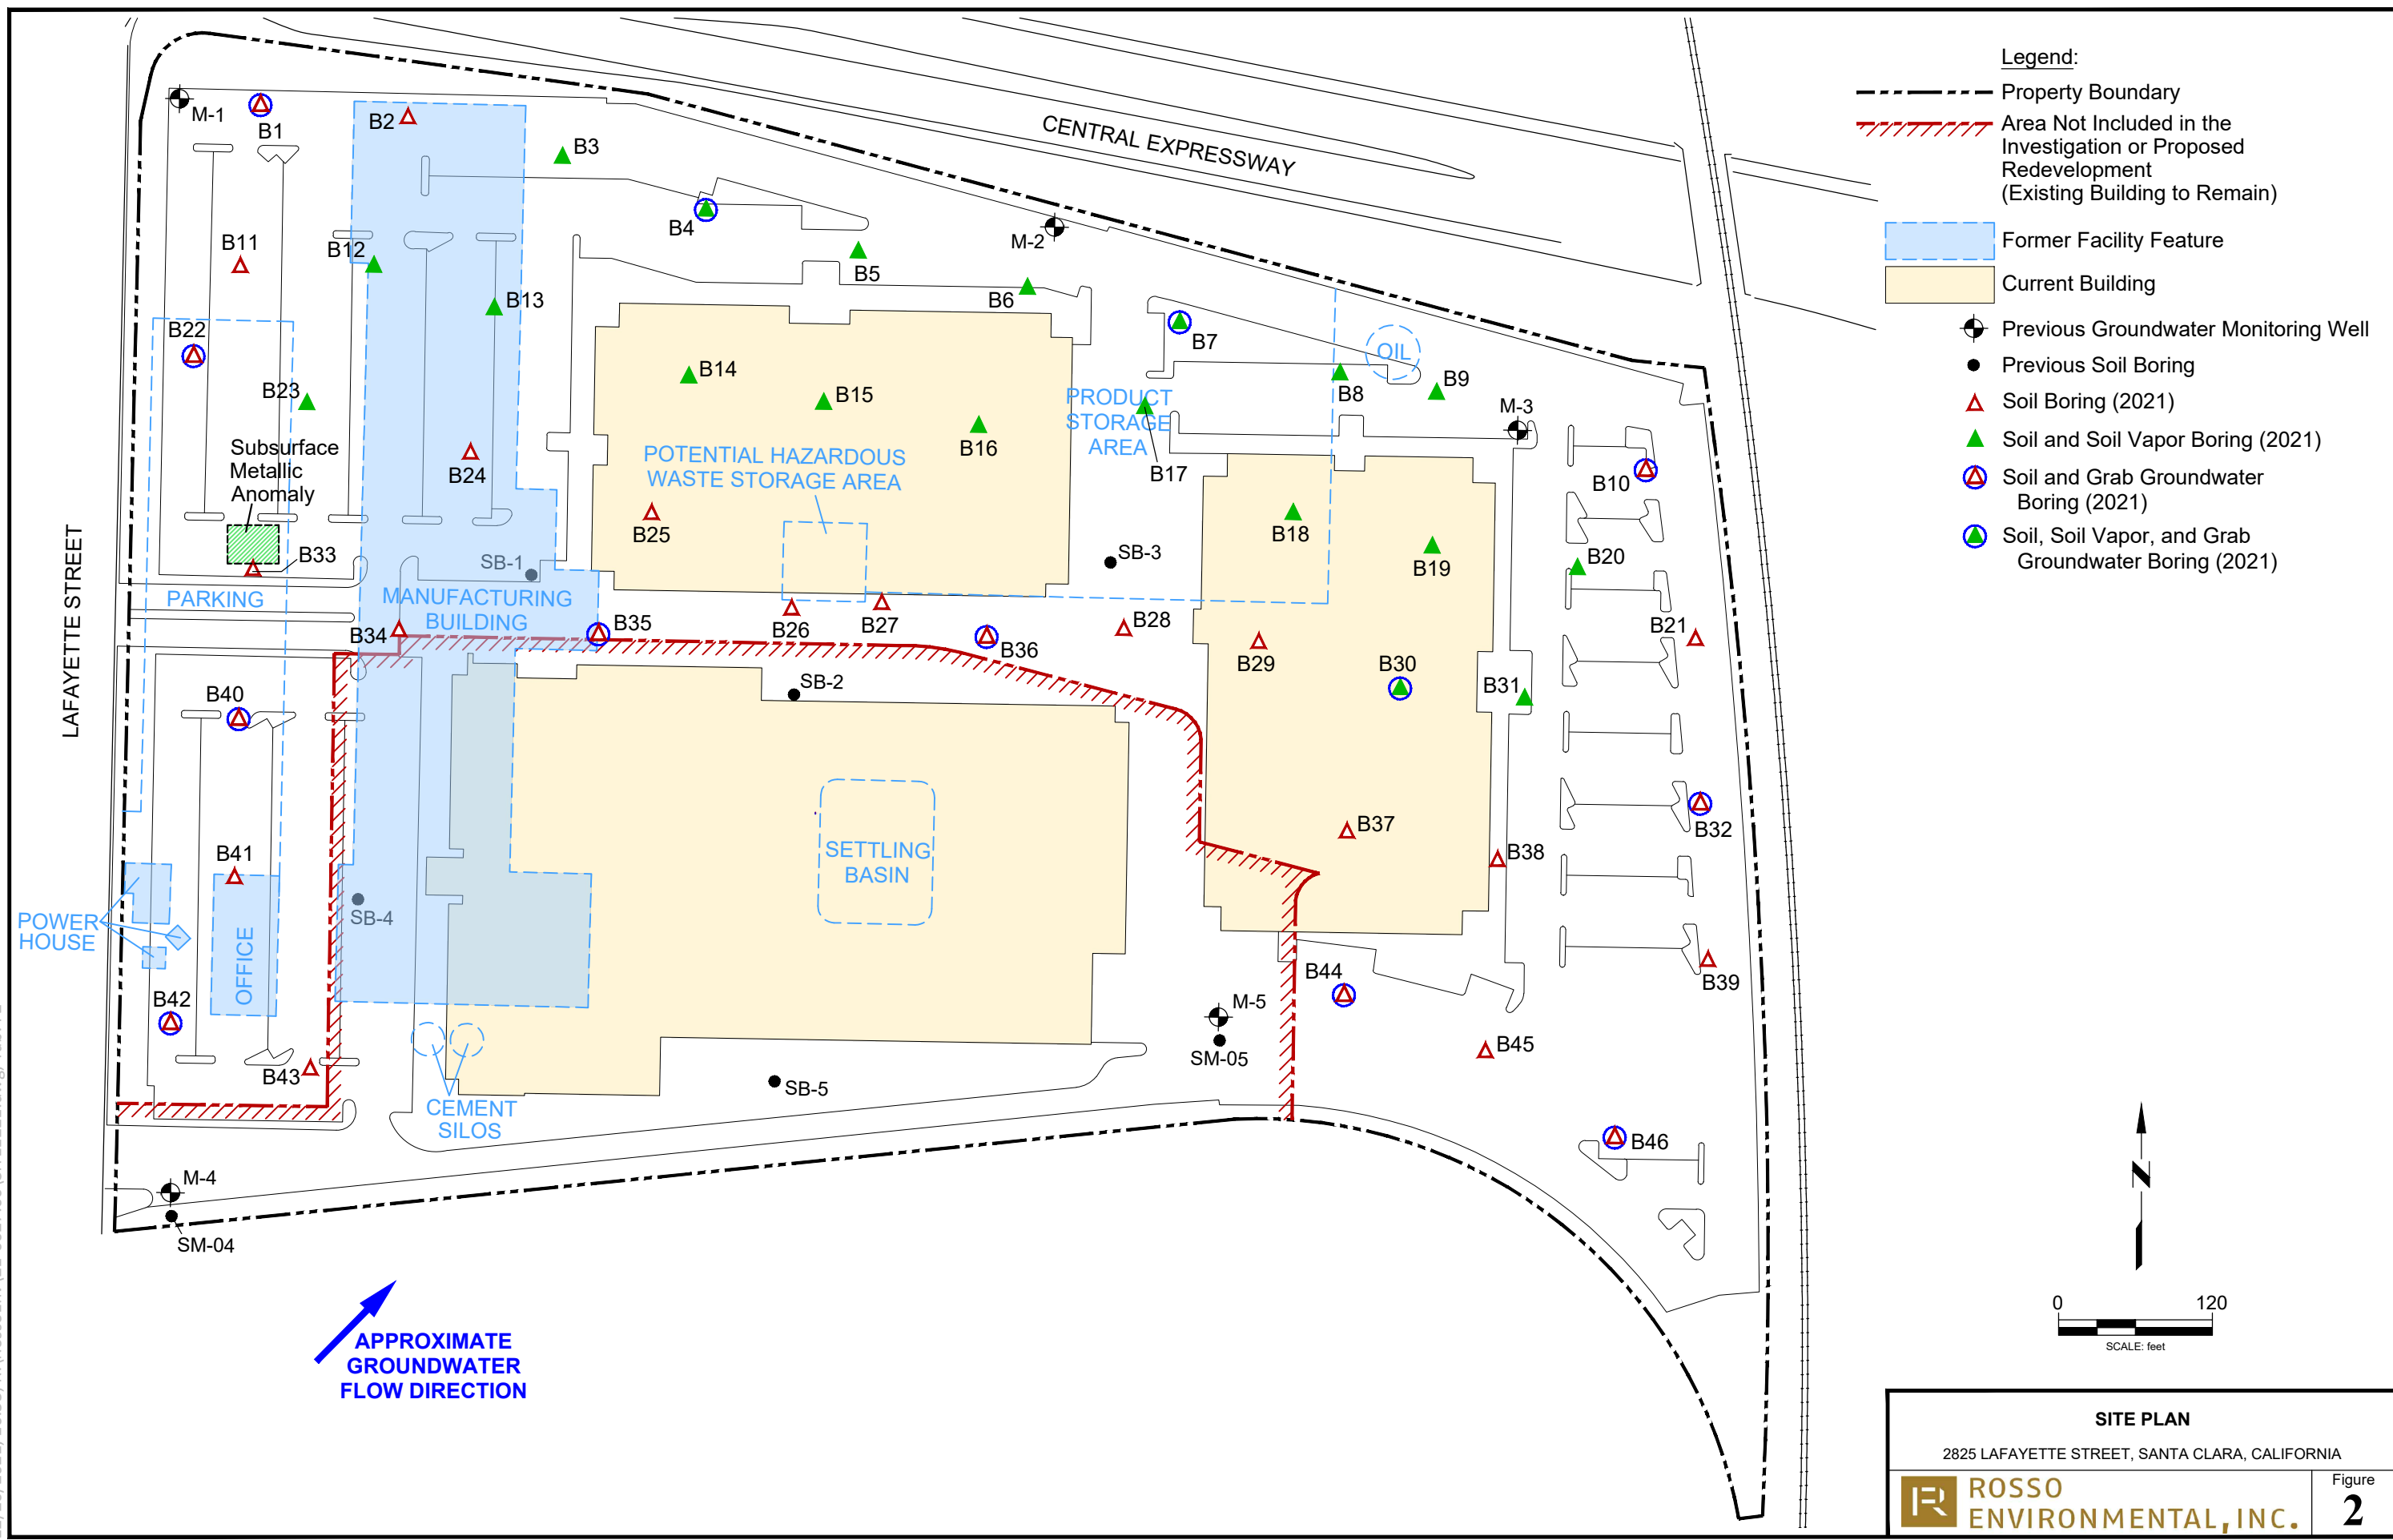 Legend:
Property Boundary
Area Not Included in the
Investigation or Proposed
Redevelopment
(Existing Building to Remain)
Former Facility Feature
Current Building
Previous Groundwater Monitoring Well
Previous Soil Boring
Soil Boring (2021)
Soil and Soil Vapor Boring (2021)
Soil and Grab Groundwater
Boring (2021)
Soil, Soil Vapor, and Grab
Groundwater Boring (2021)
CENTRAL EXPRESSWAY
LAFAYETTE STREET
M-1
B1
B2
B3
B4
B5
M-2
B6
B7
B8
B9
OIL
M-3
B10
B11
B12
B13
B14
B15
B16
PRODUCT
STORAGE
AREA
B17
B18
B19
B20
B21
B22
B23
B24
B25
POTENTIAL HAZARDOUS
WASTE STORAGE AREA
Subsurface
Metallic
Anomaly
B33
SB-1
SB-3
PARKING
MANUFACTURING
BUILDING
B34
B35
B26
B27
B36
B28
B29
B30
B31
SB-2
B40
B32
B37
B38
SETTLING
BASIN
B41
SB-4
POWER
HOUSE
OFFICE
B39
B42
B44
M-5
SM-05
B45
B43
SB-5
CEMENT
SILOS
B46
M-4
SM-04
APPROXIMATE
GROUNDWATER
FLOW DIRECTION
N
0 120
SCALE: feet
SITE PLAN
2825 LAFAYETTE STREET, SANTA CLARA, CALIFORNIA
R
ROSSO
ENVIRONMENTAL, INC.
Figure
2